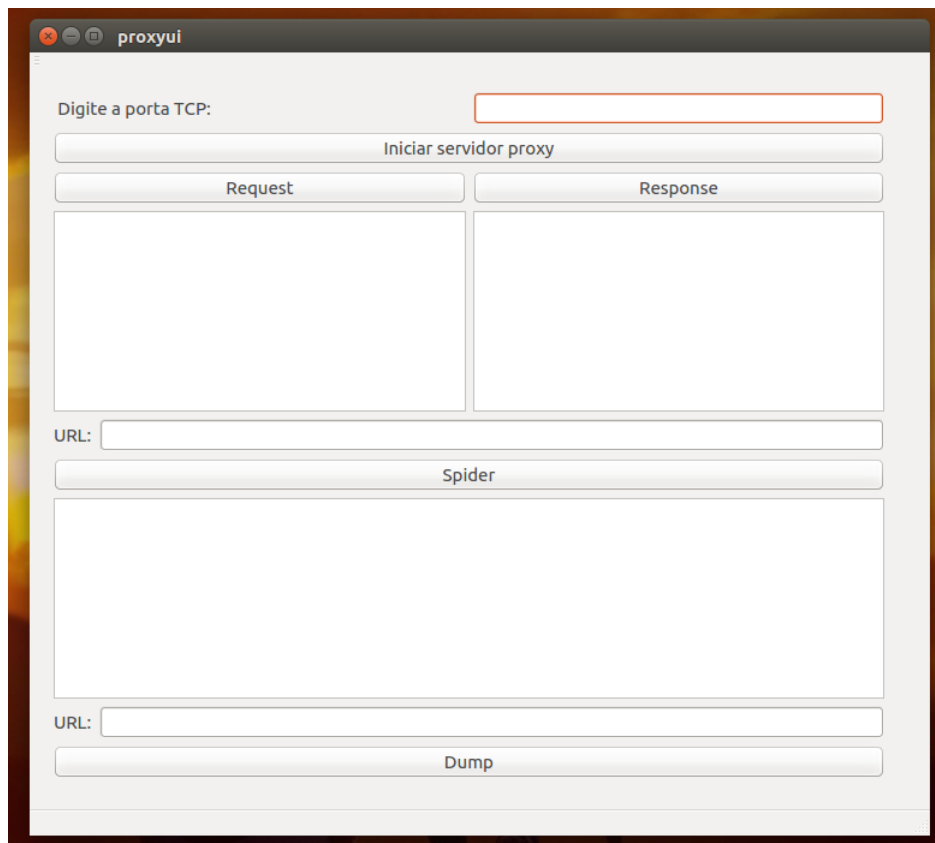 proxyui
Digite a porta TCP:
Iniciar servidor proxy
Request
Response
URL:
Spider
URL:
Dump